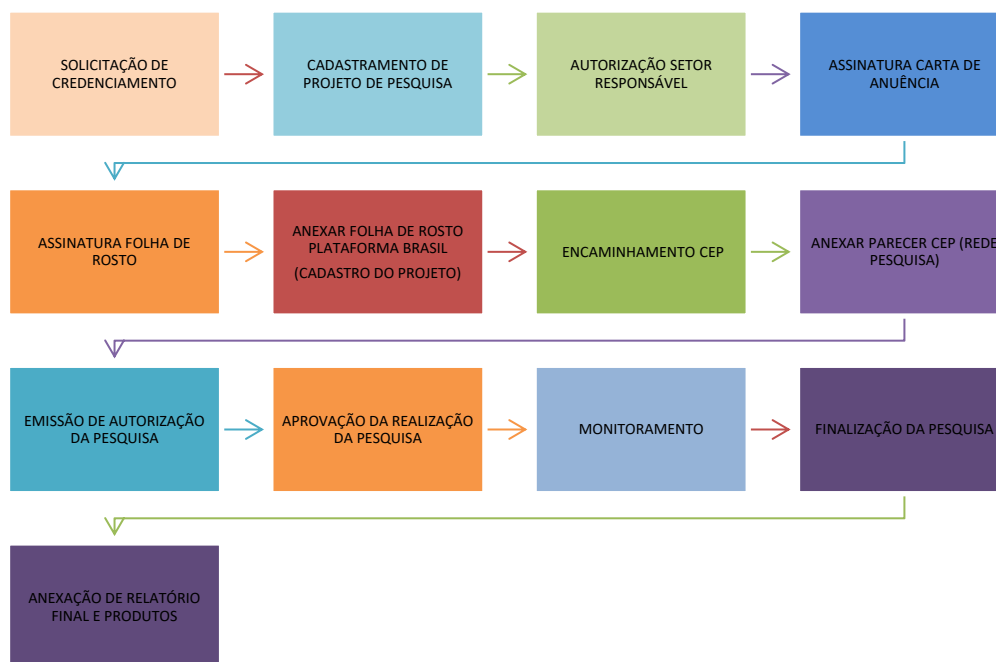 SOLICITAÇÃO DE
CREDENCIAMENTO
CADASTRAMENTO DE
PROJETO DE PESQUISA
AUTORIZAÇÃO SETOR
RESPONSÁVEL
ASSINATURA CARTA DE
ANUÊNCIA
ASSINATURA FOLHA DE
ROSTO
ANEXAR FOLHA DE ROSTO
PLATAFORMA BRASIL
(CADASTRO DO PROJETO)
ENCAMINHAMENTO CEP
ANEXAR PARECER CEP (REDE
PESQUISA)
EMISSÃO DE AUTORIZAÇÃO
DA PESQUISA
APROVAÇÃO DA REALIZAÇÃO
DA PESQUISA
MONITORAMENTO
FINALIZAÇÃO DA PESQUISA
ANEXAÇÃO DE RELATÓRIO
FINAL E PRODUTOS